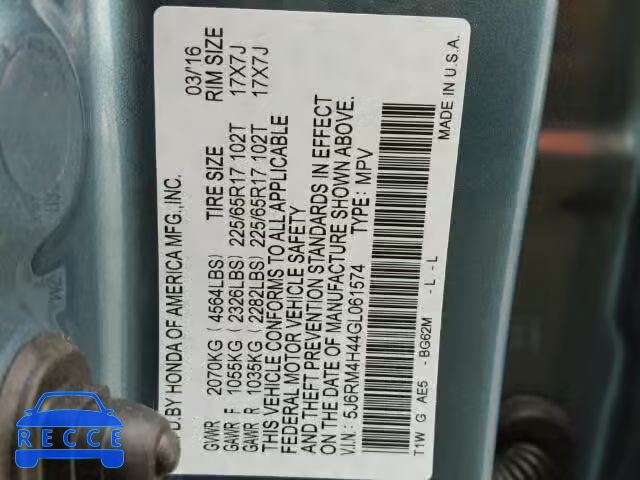 D.BY HONDA OF AMERICA MFG., INC. 03/16
TIRE SIZE RIM SIZE
GVWR 2070KG ( 4564LBS)
GAWR F 1055KG ( 2326LBS) 225/65R17 102T 17X7J
GAWR R 1035KG ( 2282LBS) 225/65R17 102T 17X7J
THIS VEHICLE CONFORMS TO ALL APPLICABLE
FEDERAL MOTOR VEHICLE SAFETY
AND THEFT PREVENTION STANDARDS IN EFFECT
ON THE DATE OF MANUFACTURE SHOWN ABOVE.
V.I.N.: 5J6RM4H44GL061574 TYPE: MPV
T1W G AE5 - BG62M - L - L
MADE IN U.S.A.
RECCE